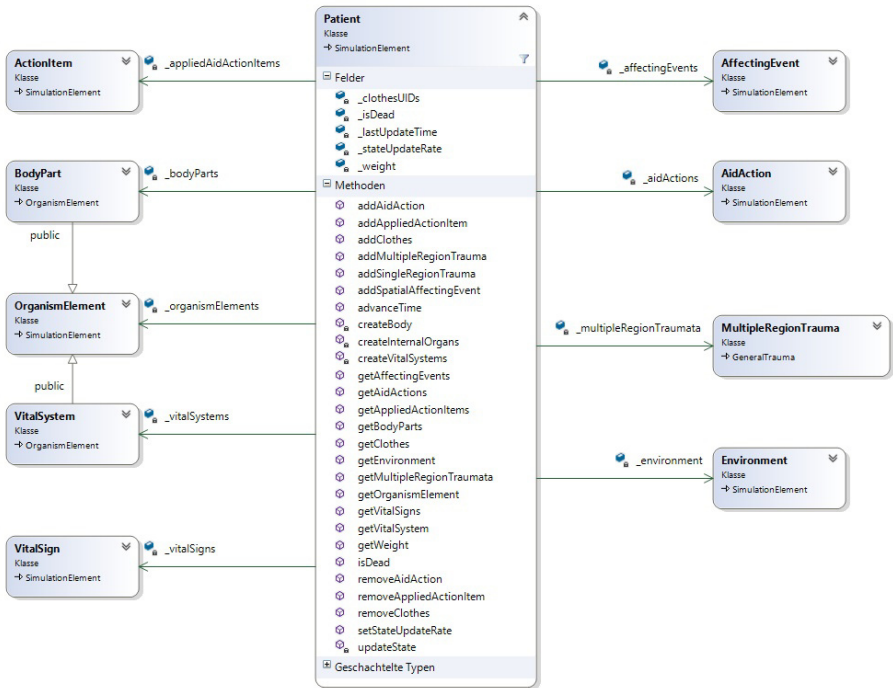 Patient
Klasse
SimulationElement
Felder
_clothesUIDs
_isDead
_lastUpdateTime
_stateUpdateRate
_weight
Methoden
addAidAction
addAppliedActionItem
addClothes
addMultipleRegionTrauma
addSingleRegionTrauma
addSpatialAffectingEvent
advanceTime
createBody
createInternalOrgans
createVitalSystems
getAffectingEvents
getAidActions
getAppliedActionItems
getBodyParts
getClothes
getEnvironment
getMultipleRegionTraumata
getOrganismElement
getVitalSigns
getVitalSystem
getWeight
isDead
removeAidAction
removeAppliedActionItem
removeClothes
setStateUpdateRate
updateState
Geschachtelte Typen
ActionItem
Klasse
SimulationElement
_appliedAidActionItems
BodyPart
Klasse
OrganismElement
_bodyParts
public
OrganismElement
Klasse
SimulationElement
_organismElements
public
VitalSystem
Klasse
OrganismElement
_vitalSystems
VitalSign
Klasse
SimulationElement
_vitalSigns
_affectingEvents
AffectingEvent
Klasse
SimulationElement
_aidActions
AidAction
Klasse
SimulationElement
_multipleRegionTraumata
MultipleRegionTrauma
Klasse
GeneralTrauma
_environment
Environment
Klasse
SimulationElement